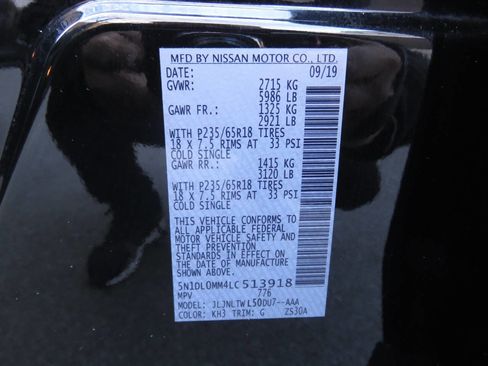 MFD BY NISSAN MOTOR CO., LTD.
DATE: 09/19
GVWR: 2715 KG
5986 LB
GAWR FR.: 1325 KG
2921 LB
WITH P235/65R18 TIRES
18 X 7.5 RIMS AT 33 PSI
COLD SINGLE
GAWR RR.: 1415 KG
3120 LB
WITH P235/65R18 TIRES
18 X 7.5 RIMS AT 33 PSI
COLD SINGLE
THIS VEHICLE CONFORMS TO
ALL APPLICABLE FEDERAL
MOTOR VEHICLE SAFETY AND
THEFT PREVENTION
STANDARDS IN EFFECT ON
THE DATE OF MANUFACTURE
SHOWN ABOVE.
5N1DL0MM4LC513918
MPV 776
MODEL: JLJNLTWL50DU7--AAA
COLOR: KH3 TRIM: G ZS30A